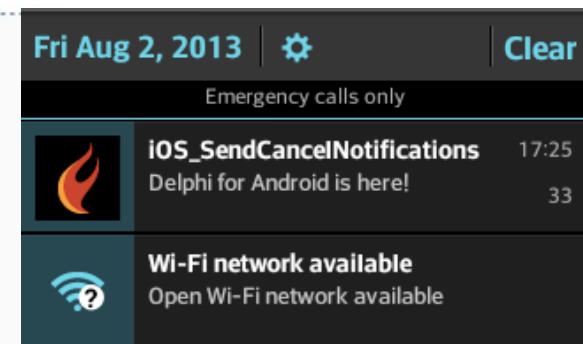 Fri Aug 2, 2013 Clear
Emergency calls only
iOS_SendCancelNotifications 17:25
Delphi for Android is here! 33
Wi-Fi network available
Open Wi-Fi network available